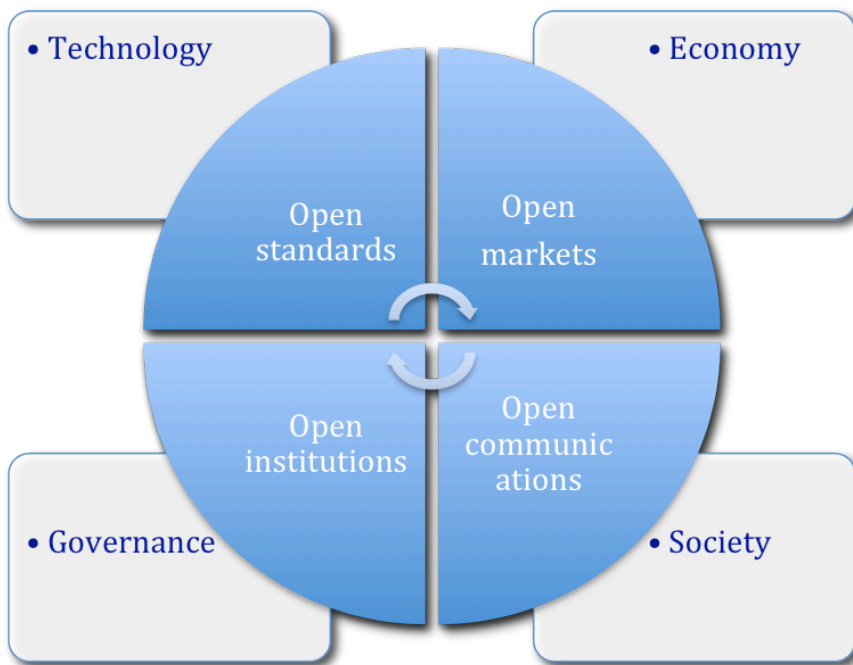 • Technology
• Economy
Open
standards
Open
markets
Open
institutions
Open
communic
ations
• Governance
• Society